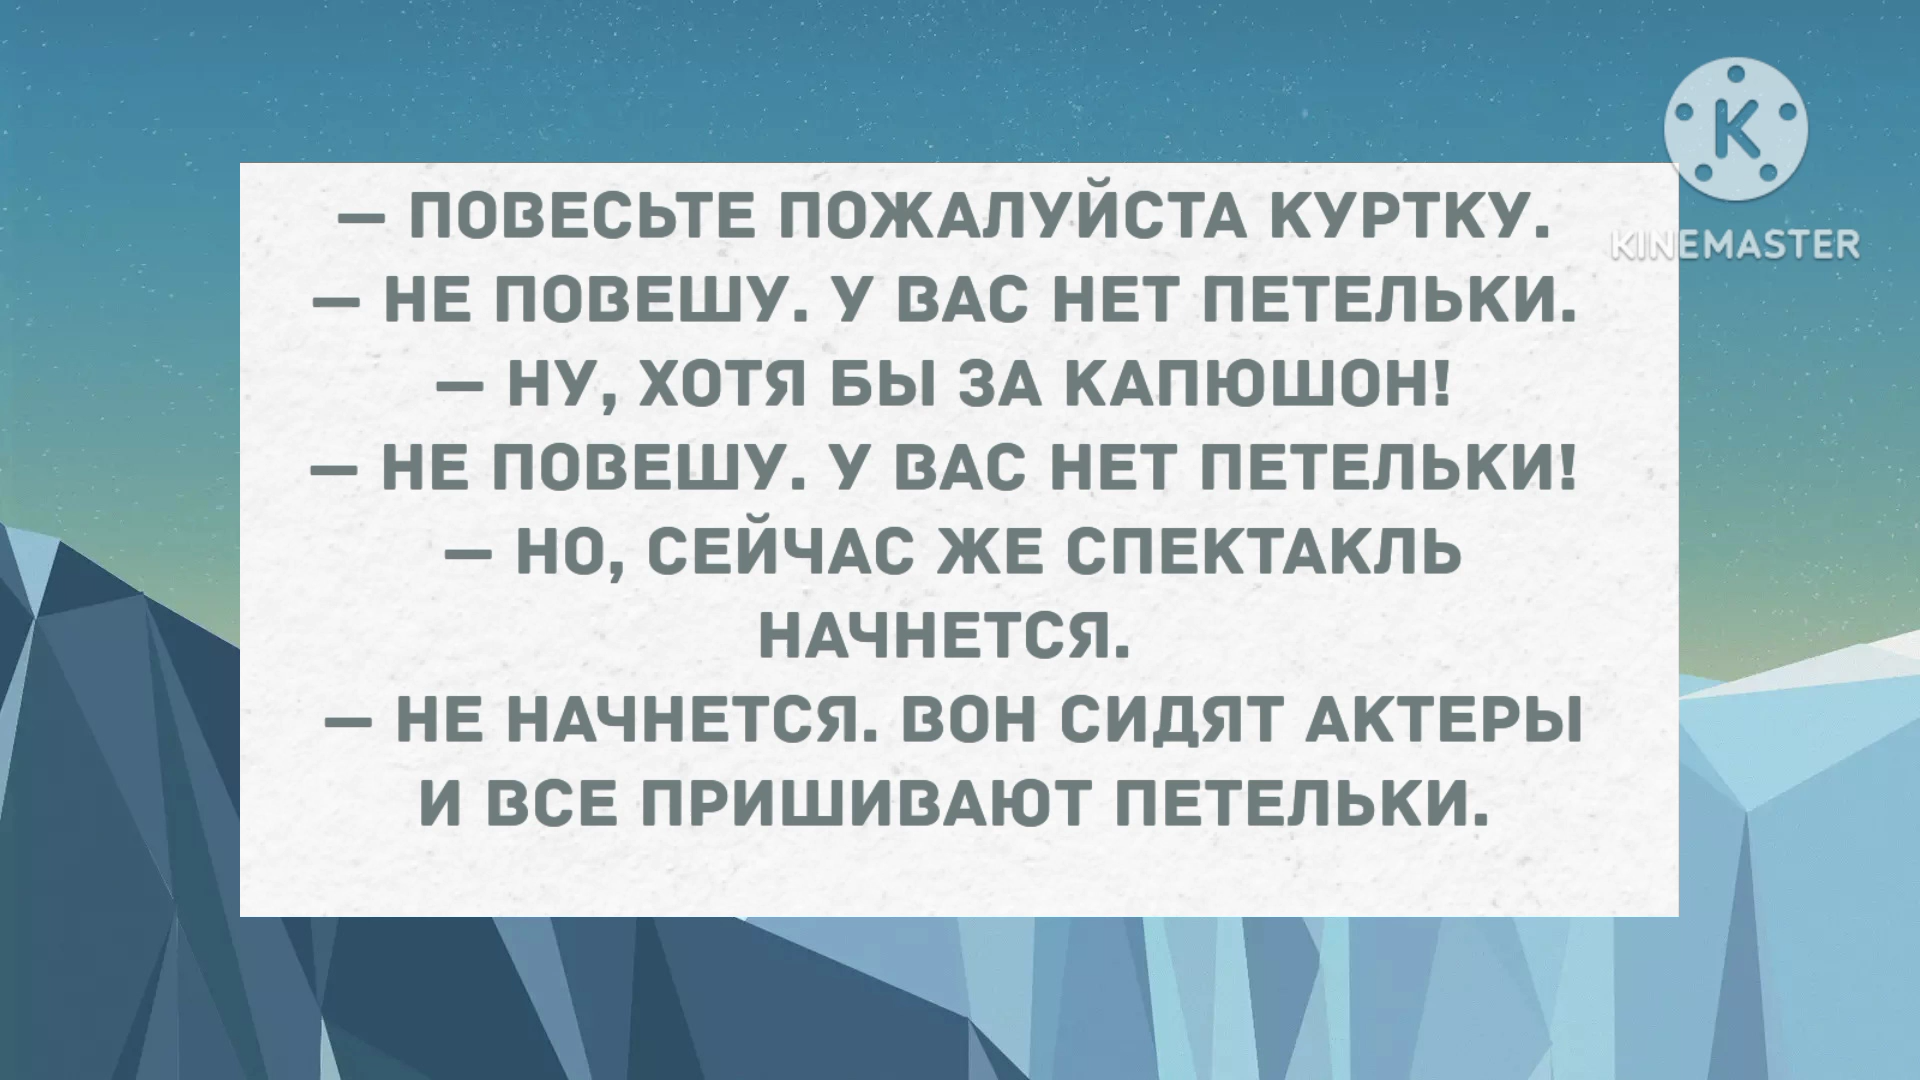 — ПОВЕСЬТЕ ПОЖАЛУЙСТА КУРТКУ.
— НЕ ПОВЕШУ. У ВАС НЕТ ПЕТЕЛЬКИ.
— НУ, ХОТЯ БЫ ЗА КАПЮШОН!
— НЕ ПОВЕШУ. У ВАС НЕТ ПЕТЕЛЬКИ!
— НО, СЕЙЧАС ЖЕ СПЕКТАКЛЬ
НАЧНЕТСЯ.
— НЕ НАЧНЕТСЯ. ВОН СИДЯТ АКТЕРЫ
И ВСЕ ПРИШИВАЮТ ПЕТЕЛЬКИ.
K
KINEMASTER